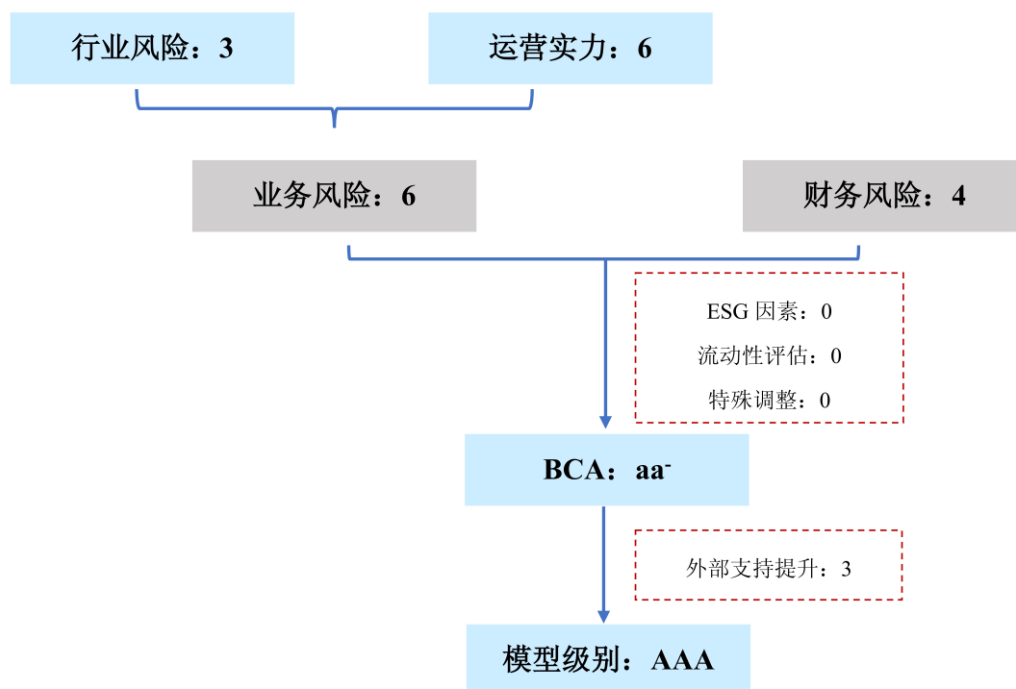 行业风险：3
运营实力：6
业务风险：6
财务风险：4
ESG 因素：0
流动性评估：0
特殊调整：0
BCA：aa⁻
外部支持提升：3
模型级别：AAA